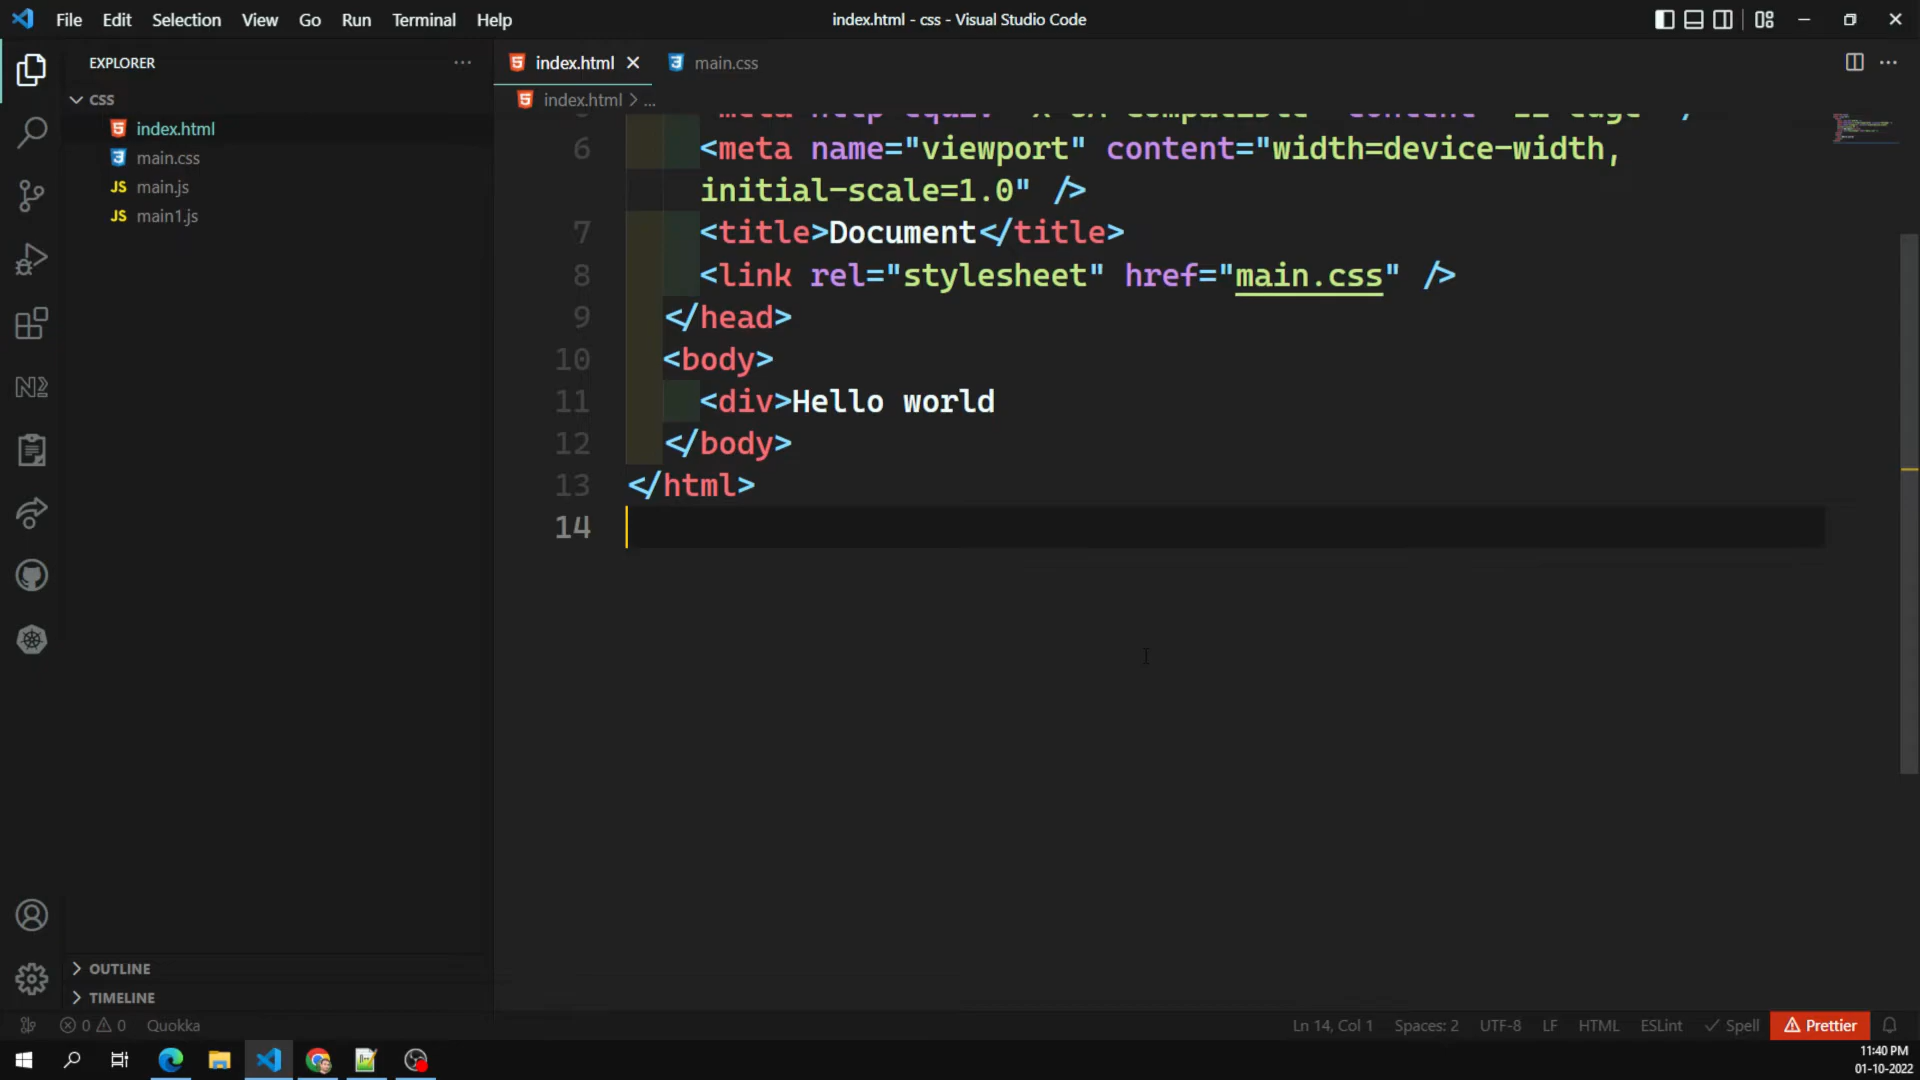 File Edit Selection View Go Run Terminal Help
index.html - css - Visual Studio Code
EXPLORER
CSS
index.html
main.css
JS main.js
JS main1.js
OUTLINE
TIMELINE
index.html
main.css
index.html > ...
6 <meta name="viewport" content="width=device-width,
initial-scale=1.0" />
7 <title>Document</title>
8 <link rel="stylesheet" href="main.css" />
9 </head>
10 <body>
11 <div>Hello world
12 </body>
13 </html>
14
0 0 Quokka
Ln 14, Col 1 Spaces: 2 UTF-8 LF HTML ESLint Spell Prettier
11:40 PM
01-10-2022